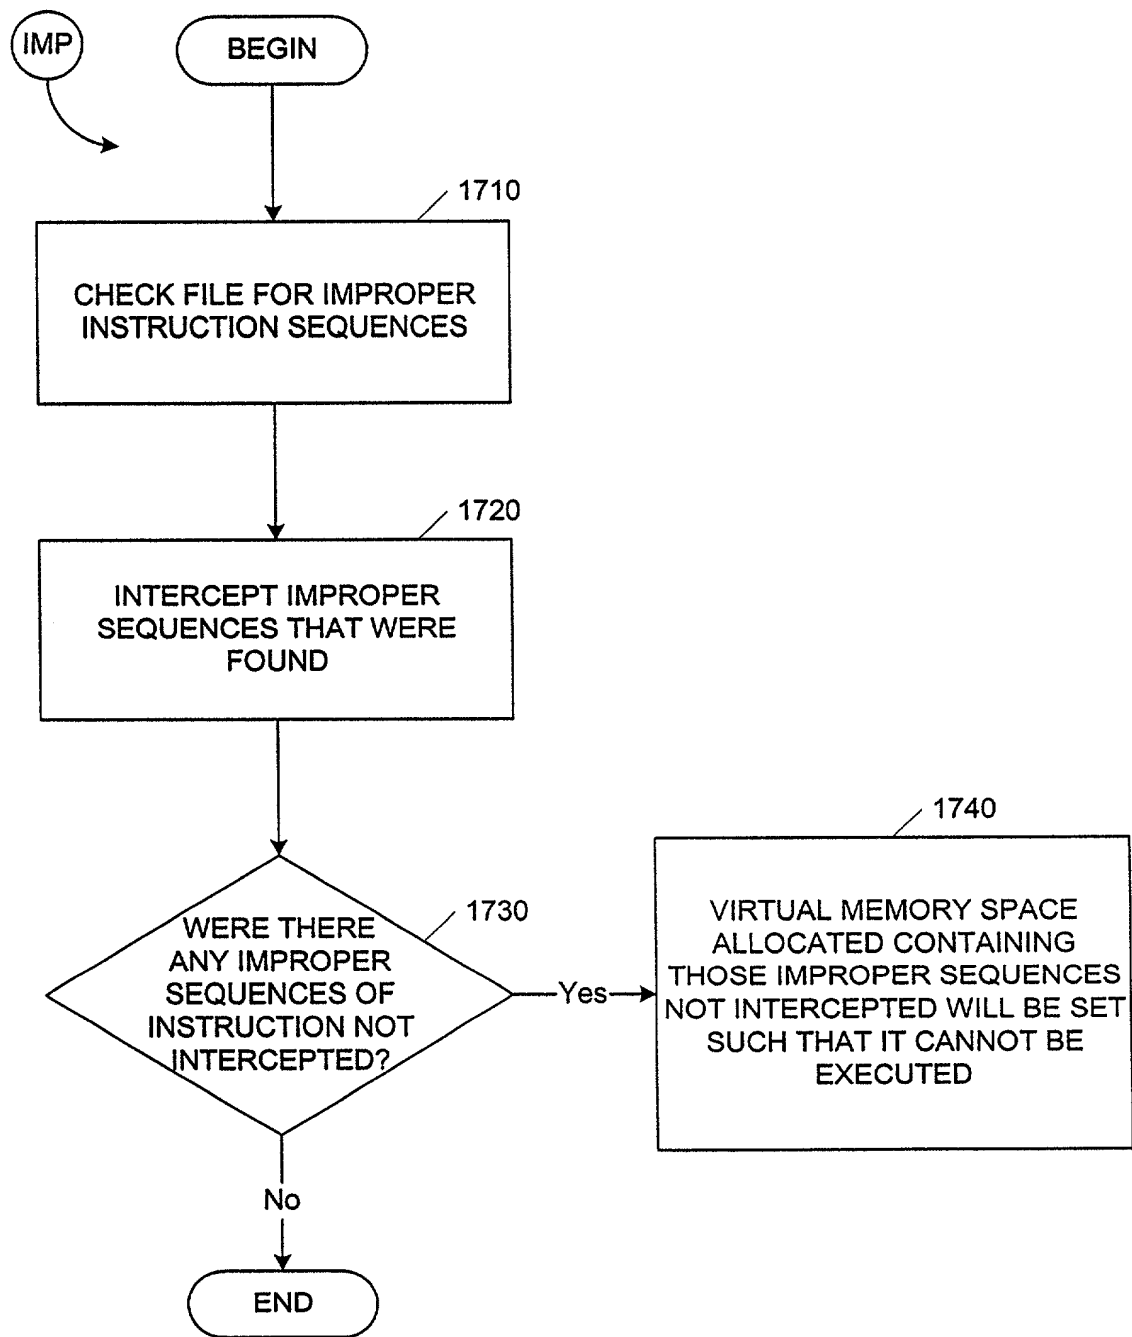 IMP
BEGIN
1710
CHECK FILE FOR IMPROPER
INSTRUCTION SEQUENCES
1720
INTERCEPT IMPROPER
SEQUENCES THAT WERE
FOUND
1730
WERE THERE
ANY IMPROPER
SEQUENCES OF
INSTRUCTION NOT
INTERCEPTED?
Yes
1740
VIRTUAL MEMORY SPACE
ALLOCATED CONTAINING
THOSE IMPROPER SEQUENCES
NOT INTERCEPTED WILL BE SET
SUCH THAT IT CANNOT BE
EXECUTED
No
END